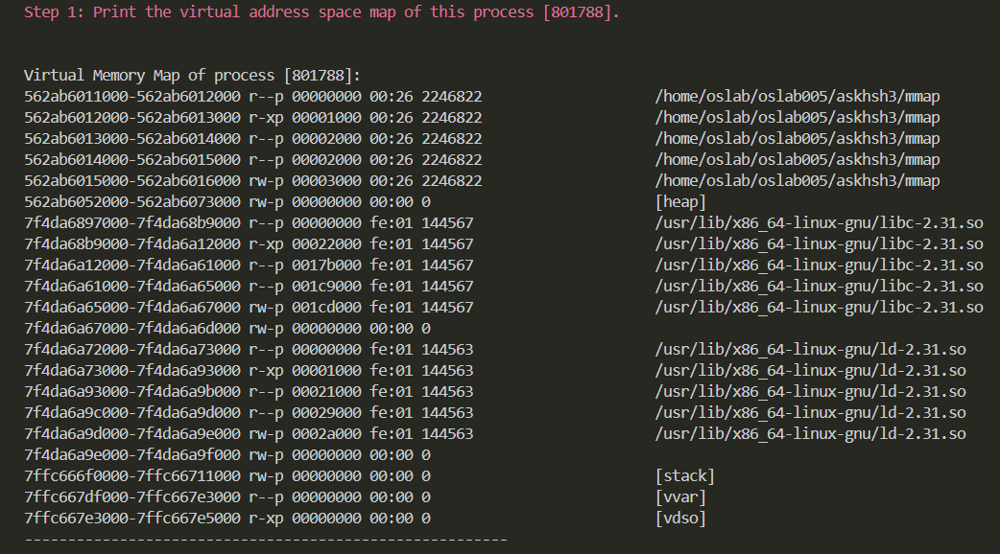 Step 1: Print the virtual address space map of this process [801788].
Virtual Memory Map of process [801788]:
562ab6011000-562ab6012000 r--p 00000000 00:26 2246822 /home/oslab/oslab005/askhsh3/mmap
562ab6012000-562ab6013000 r-xp 00001000 00:26 2246822 /home/oslab/oslab005/askhsh3/mmap
562ab6013000-562ab6014000 r--p 00002000 00:26 2246822 /home/oslab/oslab005/askhsh3/mmap
562ab6014000-562ab6015000 r--p 00002000 00:26 2246822 /home/oslab/oslab005/askhsh3/mmap
562ab6015000-562ab6016000 rw-p 00003000 00:26 2246822 /home/oslab/oslab005/askhsh3/mmap
562ab6052000-562ab6073000 rw-p 00000000 00:00 0 [heap]
7f4da6897000-7f4da68b9000 r--p 00000000 fe:01 144567 /usr/lib/x86_64-linux-gnu/libc-2.31.so
7f4da68b9000-7f4da6a12000 r-xp 00022000 fe:01 144567 /usr/lib/x86_64-linux-gnu/libc-2.31.so
7f4da6a12000-7f4da6a61000 r--p 0017b000 fe:01 144567 /usr/lib/x86_64-linux-gnu/libc-2.31.so
7f4da6a61000-7f4da6a65000 r--p 001c9000 fe:01 144567 /usr/lib/x86_64-linux-gnu/libc-2.31.so
7f4da6a65000-7f4da6a67000 rw-p 001cd000 fe:01 144567 /usr/lib/x86_64-linux-gnu/libc-2.31.so
7f4da6a67000-7f4da6a6d000 rw-p 00000000 00:00 0
7f4da6a72000-7f4da6a73000 r--p 00000000 fe:01 144563 /usr/lib/x86_64-linux-gnu/ld-2.31.so
7f4da6a73000-7f4da6a93000 r-xp 00001000 fe:01 144563 /usr/lib/x86_64-linux-gnu/ld-2.31.so
7f4da6a93000-7f4da6a9b000 r--p 00021000 fe:01 144563 /usr/lib/x86_64-linux-gnu/ld-2.31.so
7f4da6a9c000-7f4da6a9d000 r--p 00029000 fe:01 144563 /usr/lib/x86_64-linux-gnu/ld-2.31.so
7f4da6a9d000-7f4da6a9e000 rw-p 0002a000 fe:01 144563 /usr/lib/x86_64-linux-gnu/ld-2.31.so
7f4da6a9e000-7f4da6a9f000 rw-p 00000000 00:00 0
7ffc666f0000-7ffc66711000 rw-p 00000000 00:00 0 [stack]
7ffc667df000-7ffc667e3000 r--p 00000000 00:00 0 [vvar]
7ffc667e3000-7ffc667e5000 r-xp 00000000 00:00 0 [vdso]
--------------------------------------------------------